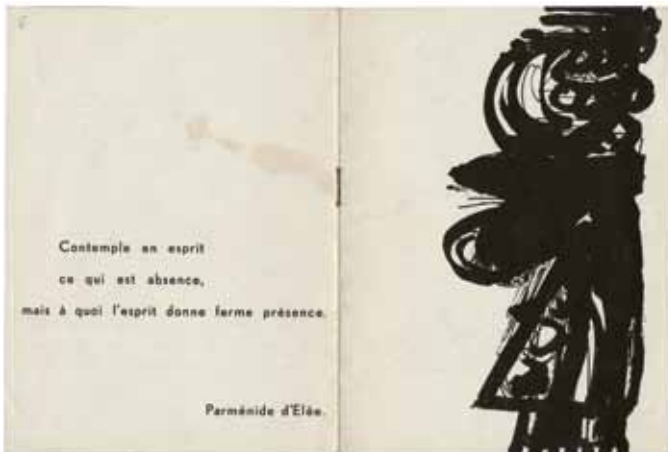 Contemple en esprit
ce qui est absence,
mais à quoi l'esprit donne ferme présence.
Parménide d'Elée.